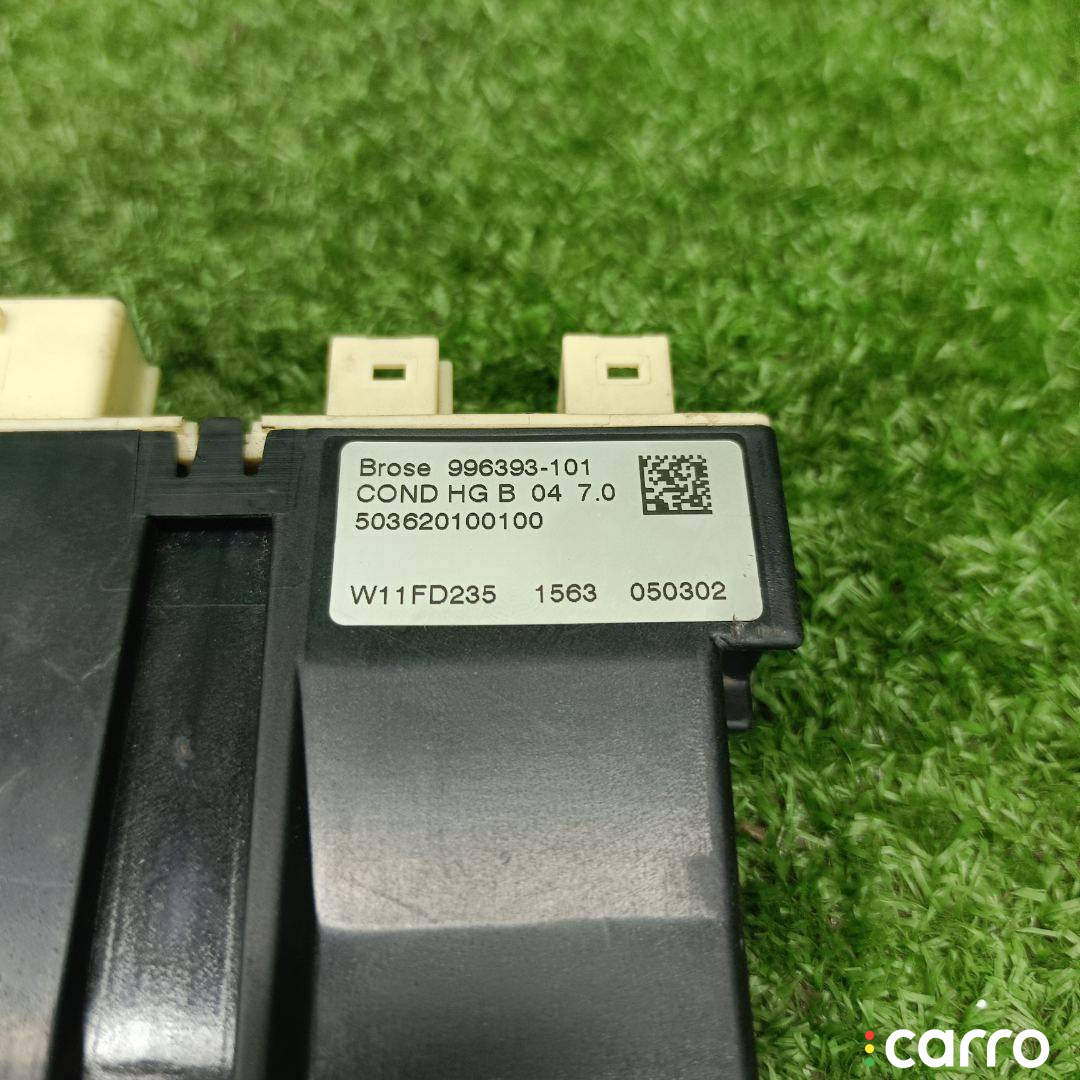 Brose 996393-101
COND HG B 04 7.0
503620100100
W11FD235 1563 050302
carro